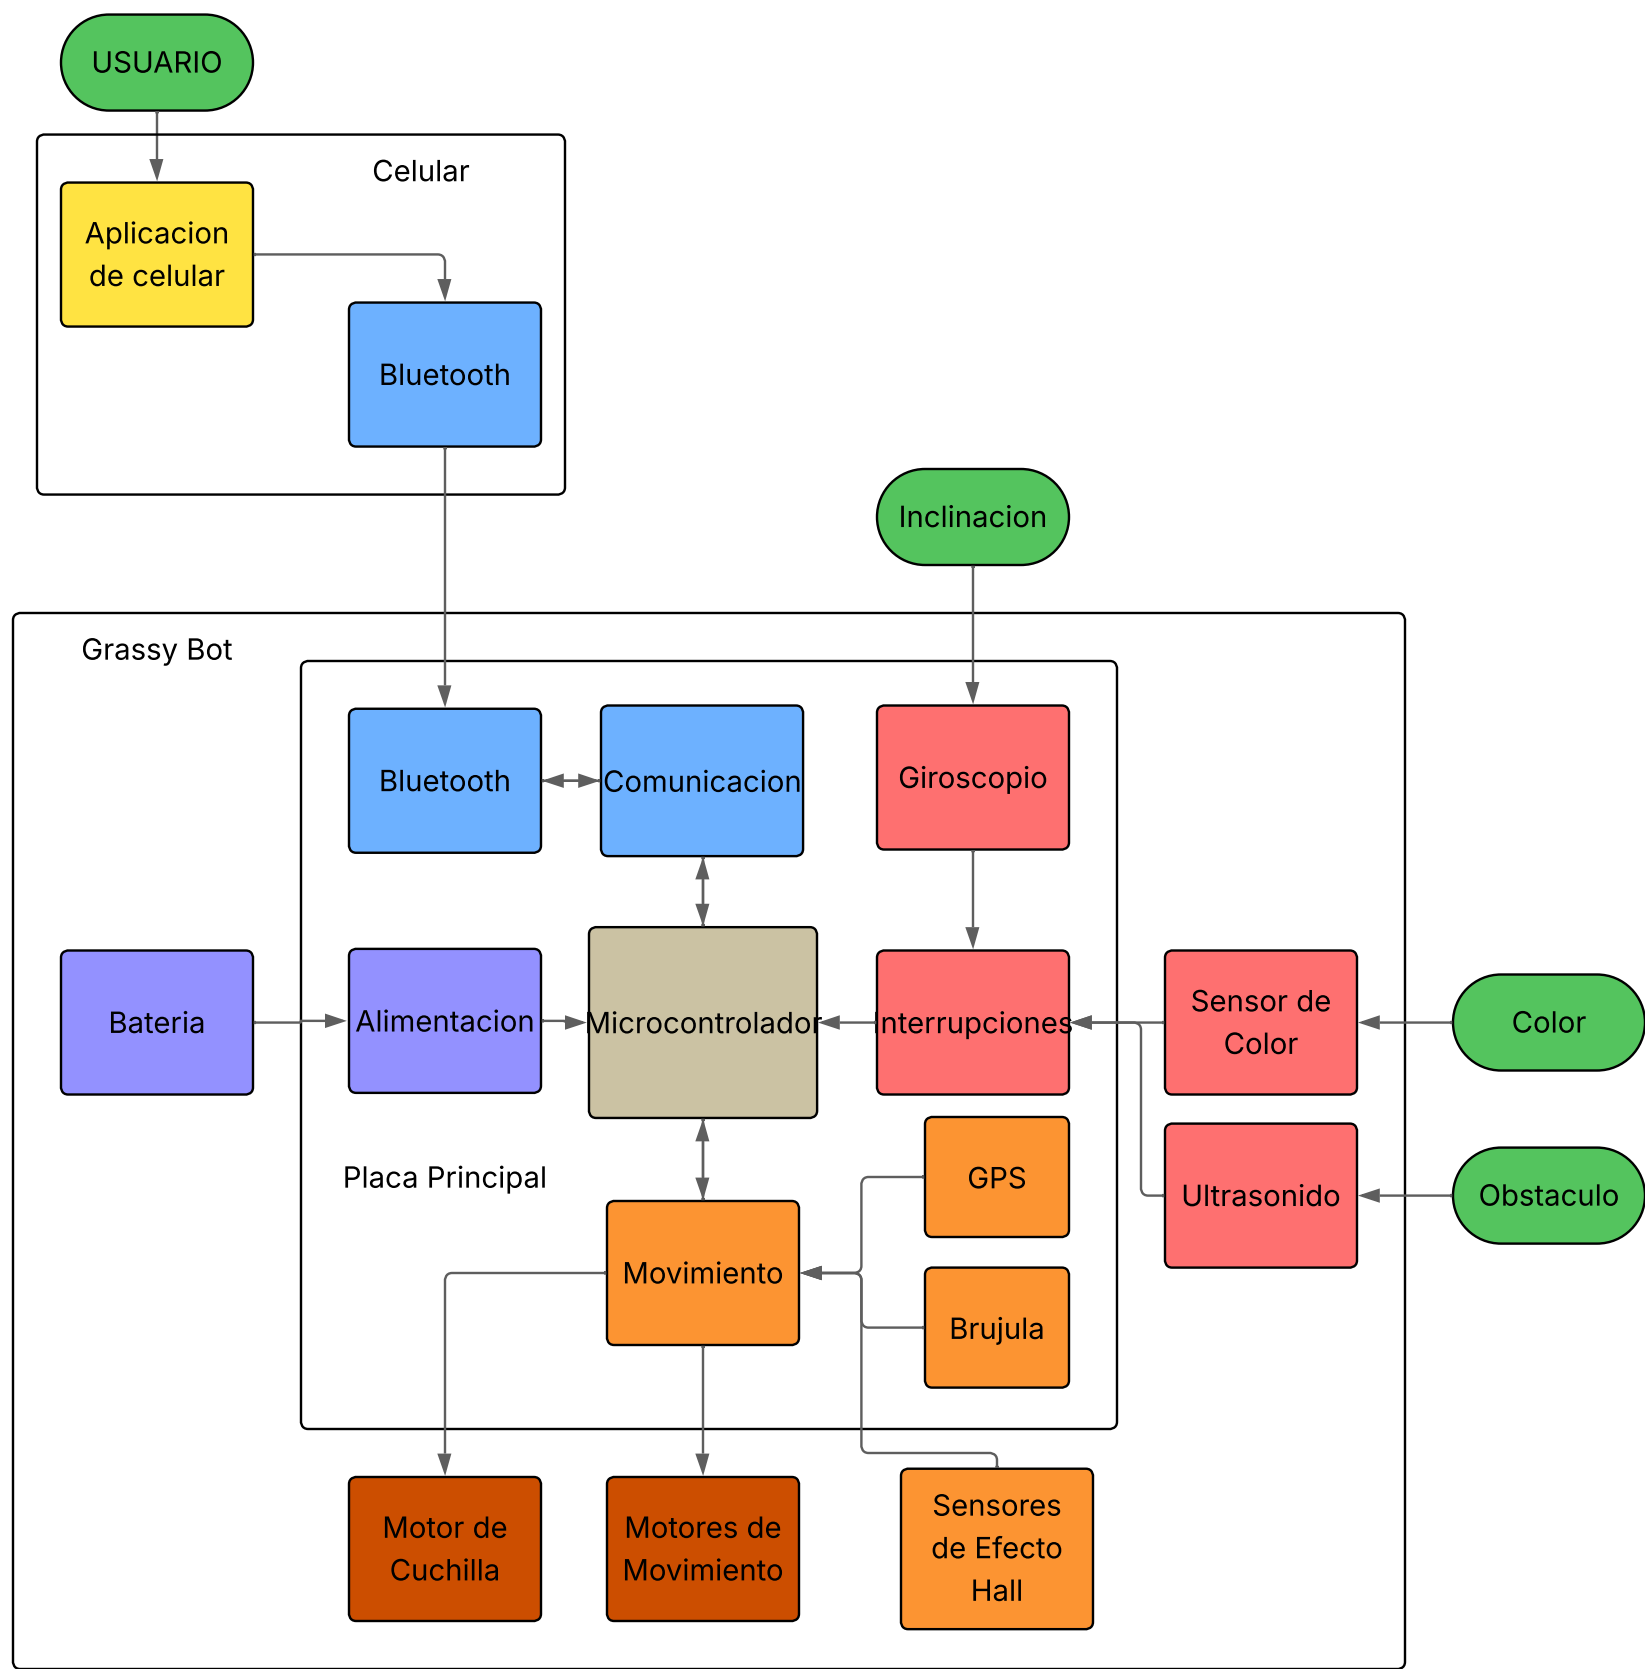 USUARIO
Celular
Aplicacion
de celular
Bluetooth
Inclinacion
Grassy Bot
Bluetooth
Comunicacion
Giroscopio
Bateria
Alimentacion
Microcontrolador
Interrupciones
Sensor de
Color
Color
Placa Principal
GPS
Ultrasonido
Obstaculo
Movimiento
Brujula
Motor de
Cuchilla
Motores de
Movimiento
Sensores
de Efecto
Hall